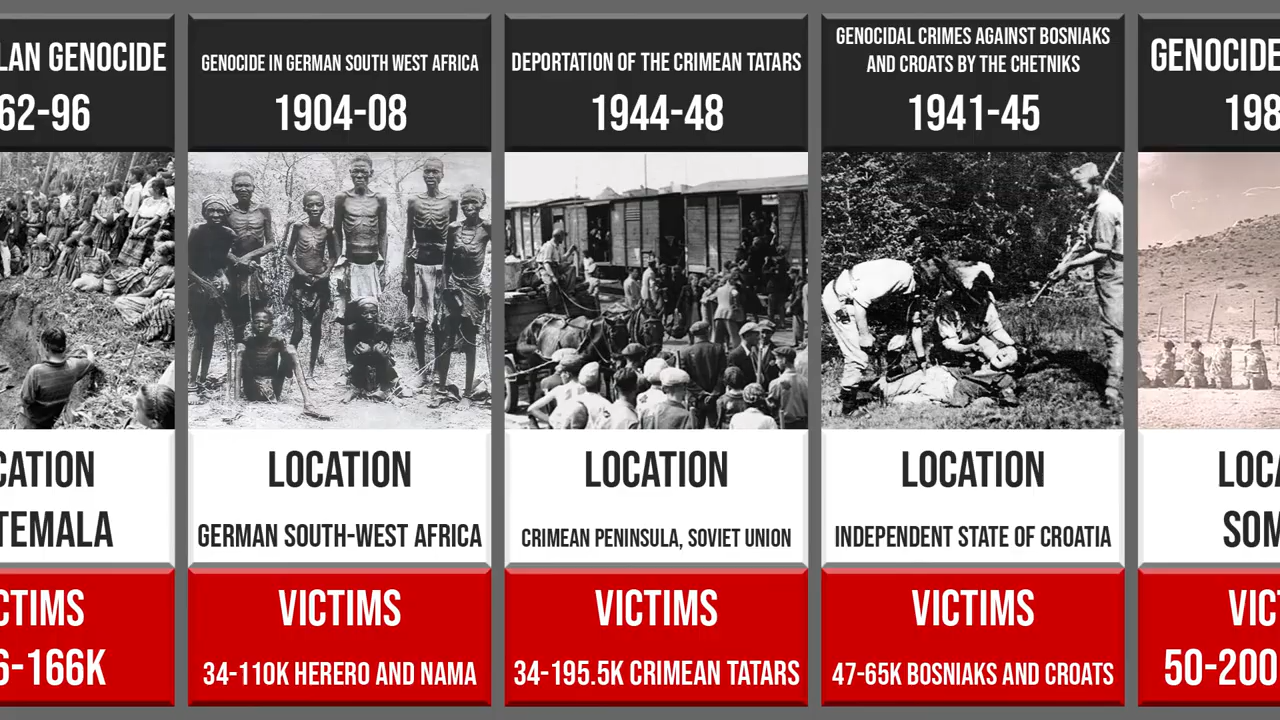 LAN GENOCIDE
62-96
CATION
TEMALA
CTIMS
6-166K
GENOCIDE IN GERMAN SOUTH WEST AFRICA
1904-08
LOCATION
GERMAN SOUTH-WEST AFRICA
VICTIMS
34-110K HERERO AND NAMA
DEPORTATION OF THE CRIMEAN TATARS
1944-48
LOCATION
CRIMEAN PENINSULA, SOVIET UNION
VICTIMS
34-195.5K CRIMEAN TATARS
GENOCIDAL CRIMES AGAINST BOSNIAKS
AND CROATS BY THE CHETNIKS
1941-45
LOCATION
INDEPENDENT STATE OF CROATIA
VICTIMS
47-65K BOSNIAKS AND CROATS
GENOCIDE
198
LOCA
SOM
VICT
50-200